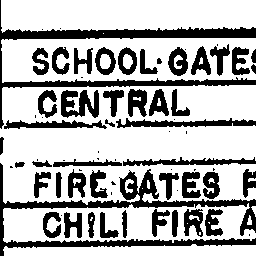 SCHOOL GATES
CENTRAL
FIRE GATES F
CHILI FIRE A